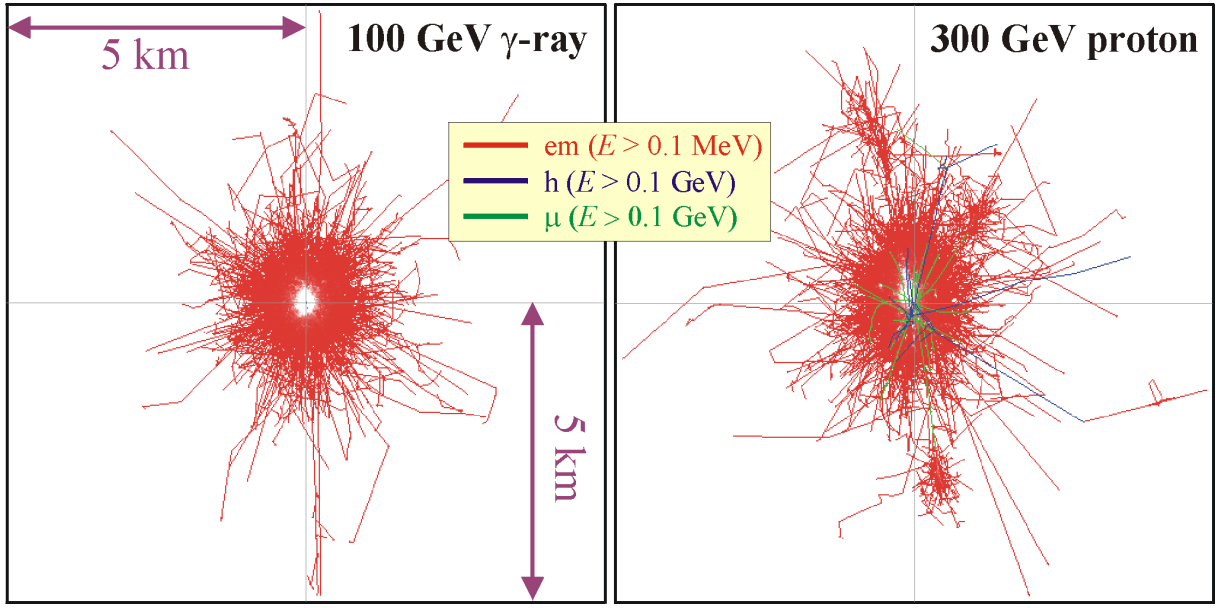 100 GeV γ-ray
300 GeV proton
5 km
em (E > 0.1 MeV)
h (E > 0.1 GeV)
μ (E > 0.1 GeV)
5 km